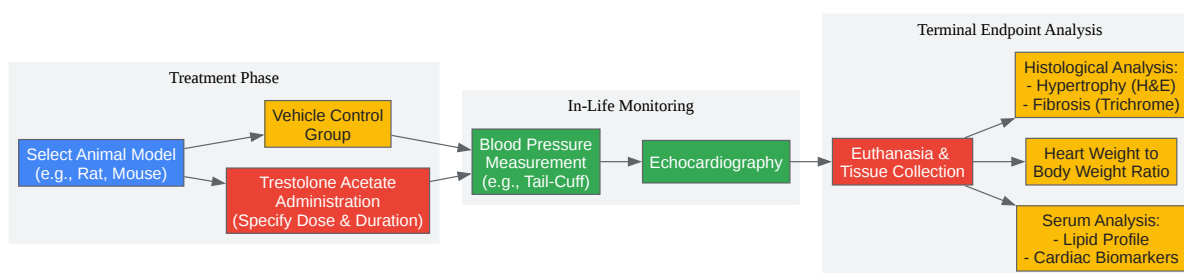 Treatment Phase
Select Animal Model
(e.g., Rat, Mouse)
Vehicle Control
Group
Trestolone Acetate
Administration
(Specify Dose & Duration)
In-Life Monitoring
Blood Pressure
Measurement
(e.g., Tail-Cuff)
Echocardiography
Terminal Endpoint Analysis
Euthanasia &
Tissue Collection
Histological Analysis:
- Hypertrophy (H&E)
- Fibrosis (Trichrome)
Heart Weight to
Body Weight Ratio
Serum Analysis:
- Lipid Profile
- Cardiac Biomarkers